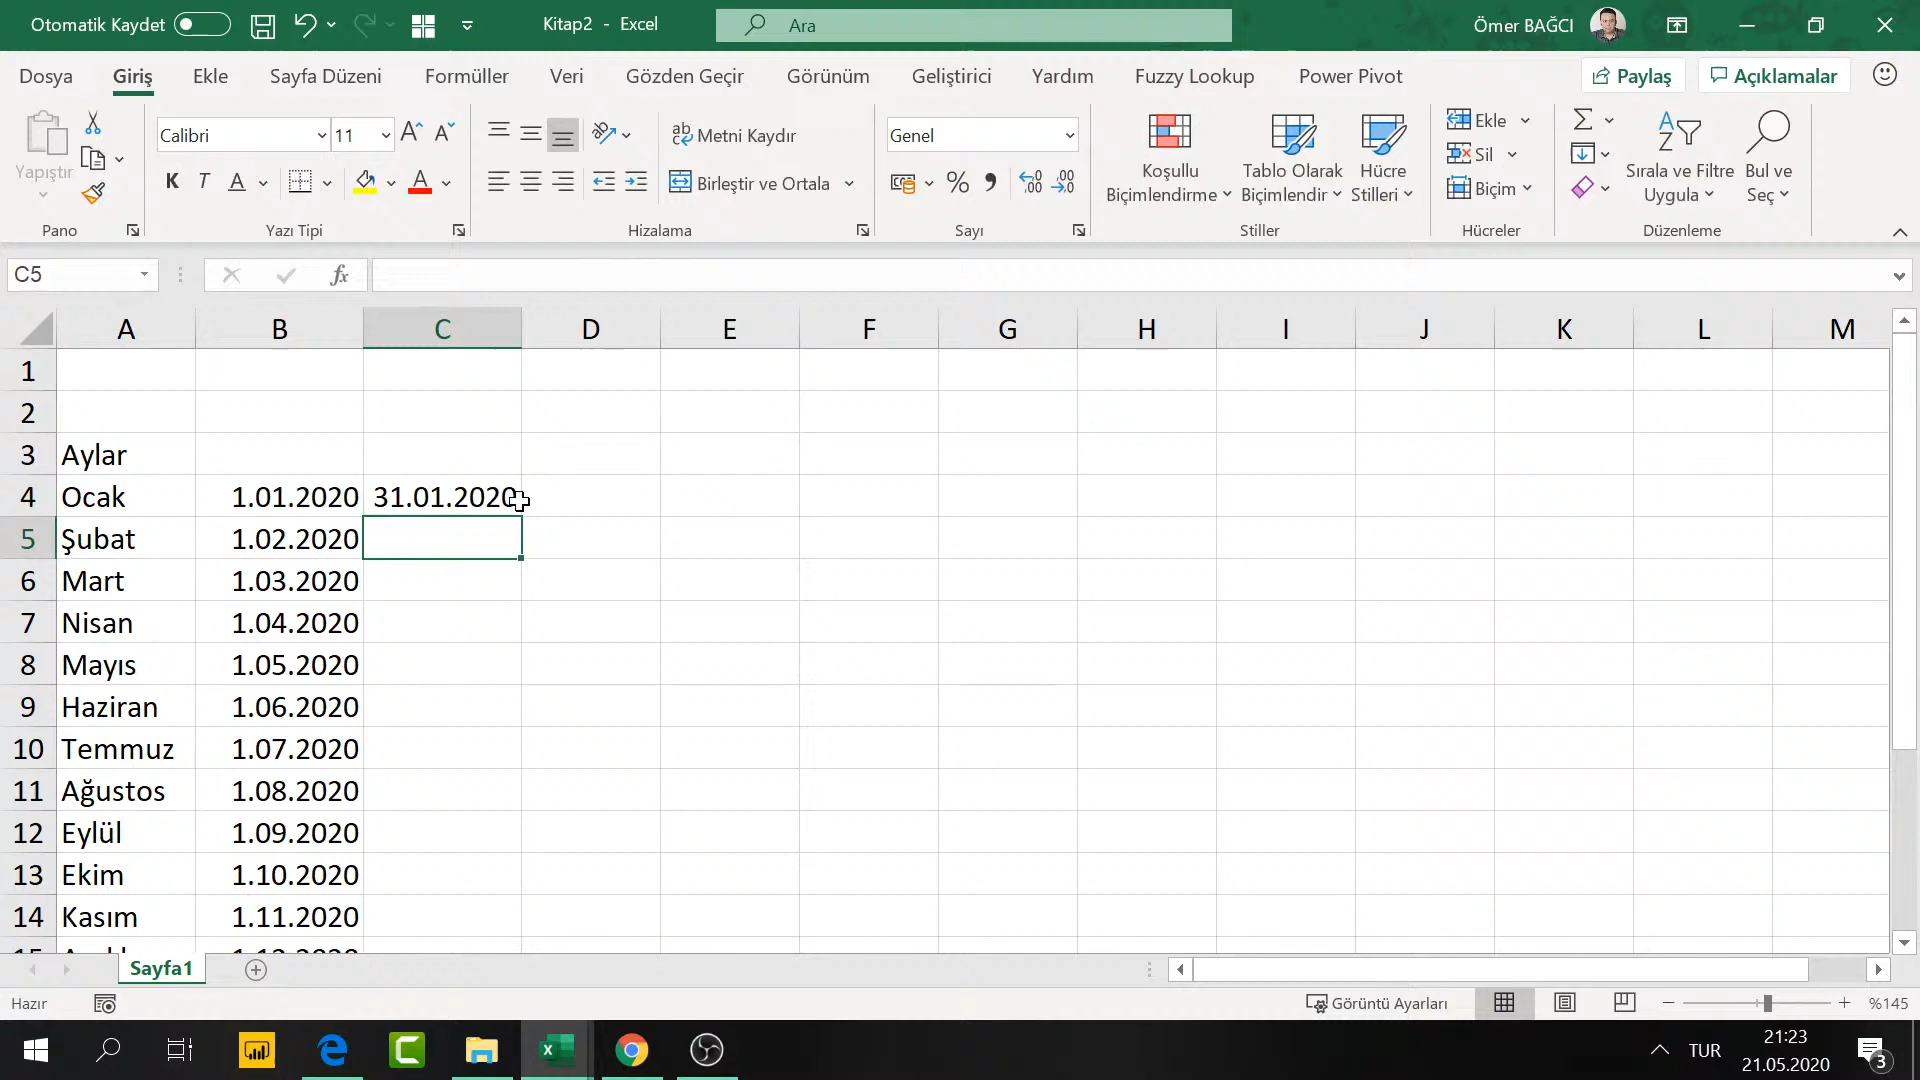 Otomatik Kaydet
Kitap2 - Excel
Ara
Ömer BAĞCI
Dosya Giriş Ekle Sayfa Düzeni Formüller Veri Gözden Geçir Görünüm Geliştirici Yardım Fuzzy Lookup Power Pivot Paylaş Açıklamalar
Yapıştır
Pano
Calibri 11
K T A
Yazı Tipi
Metni Kaydır
Birleştir ve Ortala
Hizalama
Genel
Sayı
Koşullu Biçimlendirme
Tablo Olarak Biçimlendir
Hücre Stilleri
Stiller
Ekle
Sil
Biçim
Hücreler
Sırala ve Filtre Uygula
Bul ve Seç
Düzenleme
C5 fx
A B C D E F G H I J K L M
1
2
3 Aylar
4 Ocak 1.01.2020 31.01.2020
5 Şubat 1.02.2020
6 Mart 1.03.2020
7 Nisan 1.04.2020
8 Mayıs 1.05.2020
9 Haziran 1.06.2020
10 Temmuz 1.07.2020
11 Ağustos 1.08.2020
12 Eylül 1.09.2020
13 Ekim 1.10.2020
14 Kasım 1.11.2020
Sayfa1
Hazır Görüntü Ayarları %145
TUR 21:23
21.05.2020 3